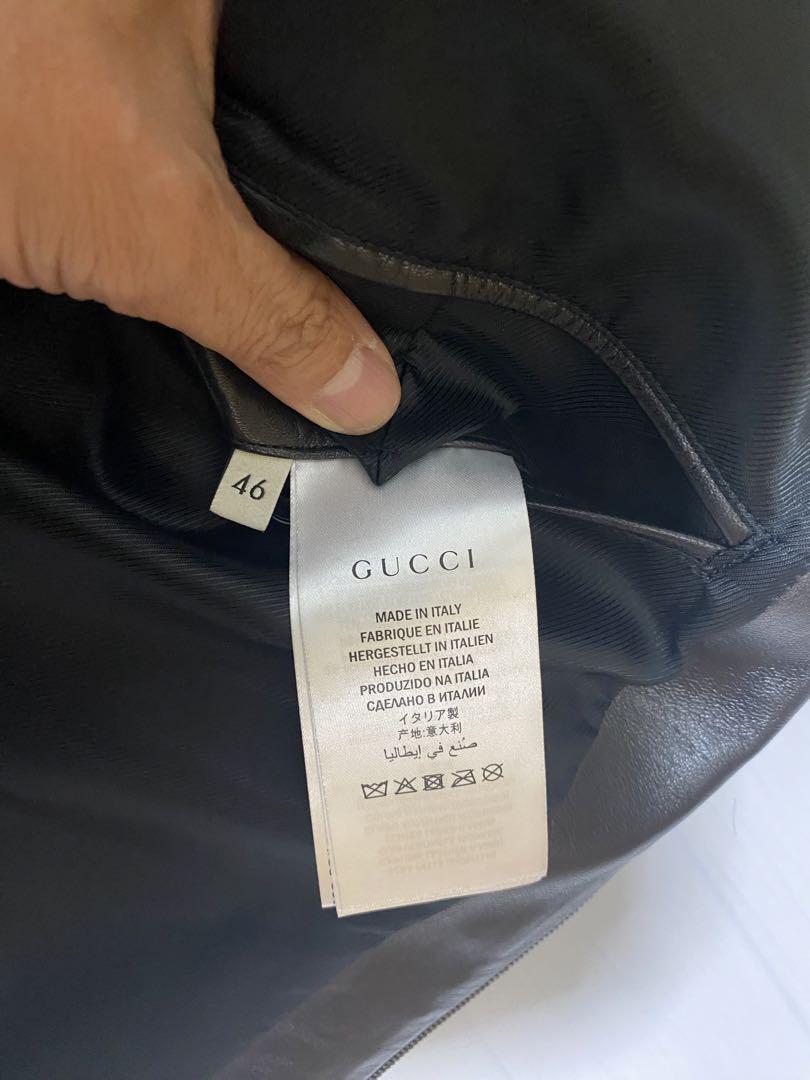 46
GUCCI
MADE IN ITALY
FABRIQUE EN ITALIE
HERGESTELLT IN ITALIEN
HECHO EN ITALIA
PRODUZIDO NA ITALIA
СДЕЛАНО В ИТАЛИИ
イタリア製
产地:意大利
صُنع في إيطاليا